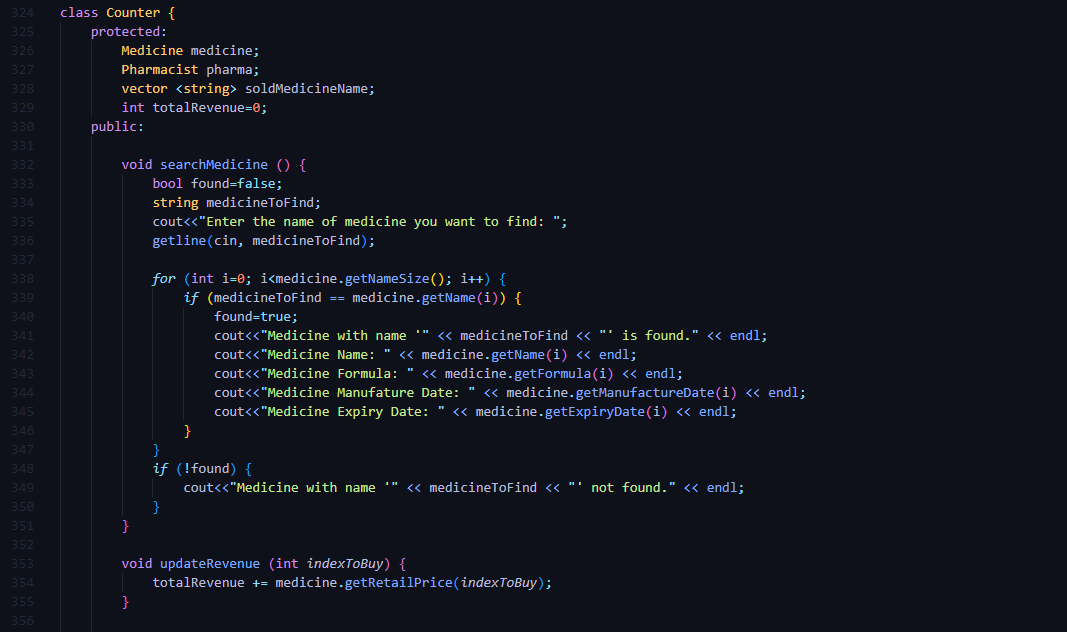 324 class Counter {
325 protected:
326 Medicine medicine;
327 Pharmacist pharma;
328 vector <string> soldMedicineName;
329 int totalRevenue=0;
330 public:
331
332 void searchMedicine () {
333 bool found=false;
334 string medicineToFind;
335 cout<<"Enter the name of medicine you want to find: ";
336 getline(cin, medicineToFind);
337
338 for (int i=0; i<medicine.getNameSize(); i++) {
339 if (medicineToFind == medicine.getName(i)) {
340 found=true;
341 cout<<"Medicine with name '" << medicineToFind << "' is found." << endl;
342 cout<<"Medicine Name: " << medicine.getName(i) << endl;
343 cout<<"Medicine Formula: " << medicine.getFormula(i) << endl;
344 cout<<"Medicine Manufature Date: " << medicine.getManufactureDate(i) << endl;
345 cout<<"Medicine Expiry Date: " << medicine.getExpiryDate(i) << endl;
346 }
347 }
348 if (!found) {
349 cout<<"Medicine with name '" << medicineToFind << "' not found." << endl;
350 }
351 }
352
353 void updateRevenue (int indexToBuy) {
354 totalRevenue += medicine.getRetailPrice(indexToBuy);
355 }
356